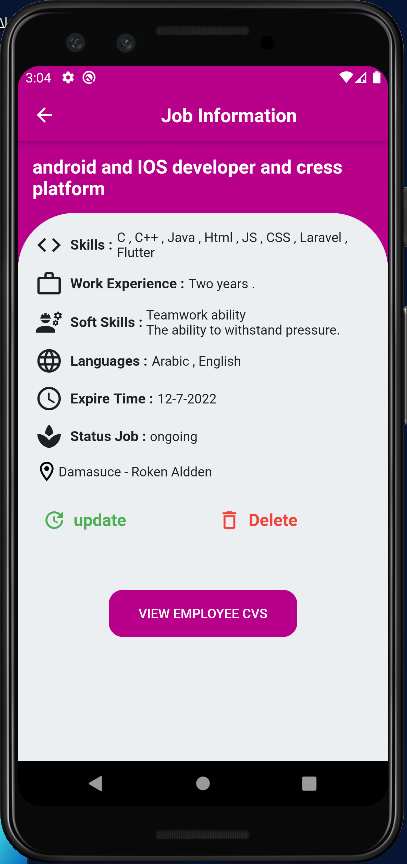 3:04
Job Information
android and IOS developer and cress
platform
Skills : C , C++ , Java , Html , JS , CSS , Laravel ,
Flutter
Work Experience : Two years .
Soft Skills : Teamwork ability
The ability to withstand pressure.
Languages : Arabic , English
Expire Time : 12-7-2022
Status Job : ongoing
Damasuce - Roken Aldden
update
Delete
VIEW EMPLOYEE CVS